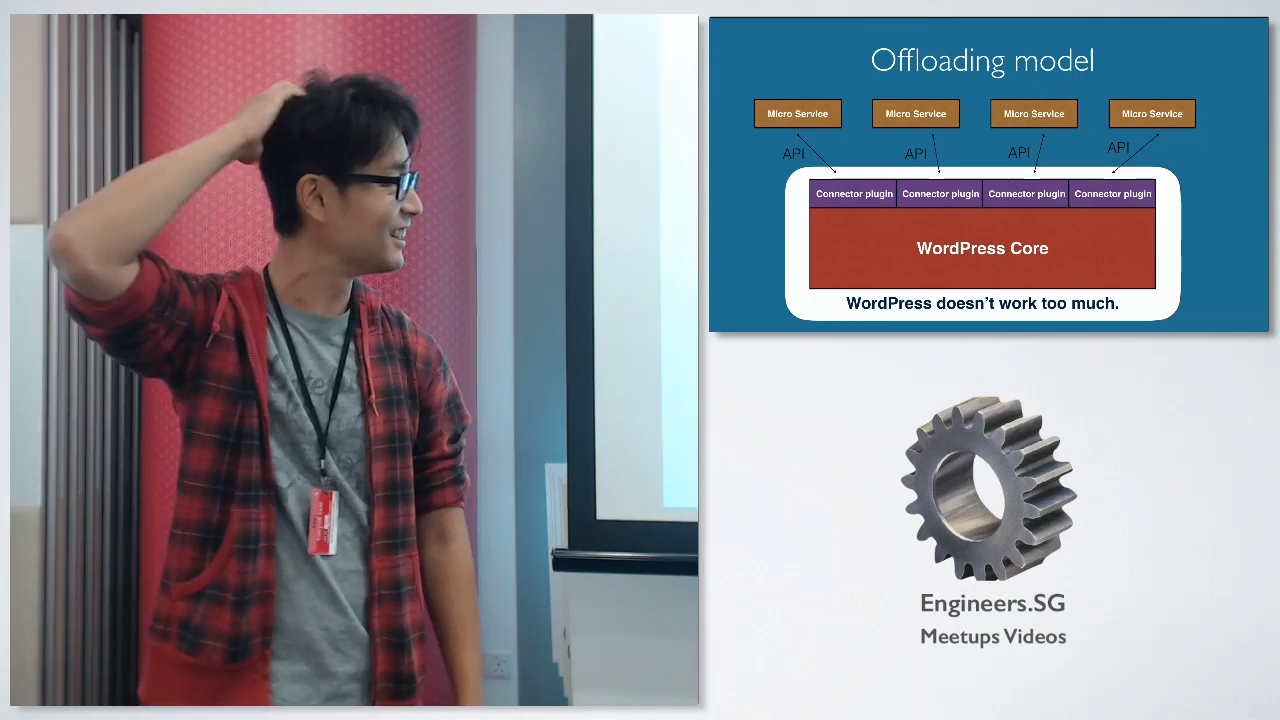 Offloading model
Micro Service
Micro Service
Micro Service
Micro Service
API
API
API
API
Connector plugin
Connector plugin
Connector plugin
Connector plugin
WordPress Core
WordPress doesn't work too much.
Engineers.SG
Meetups Videos